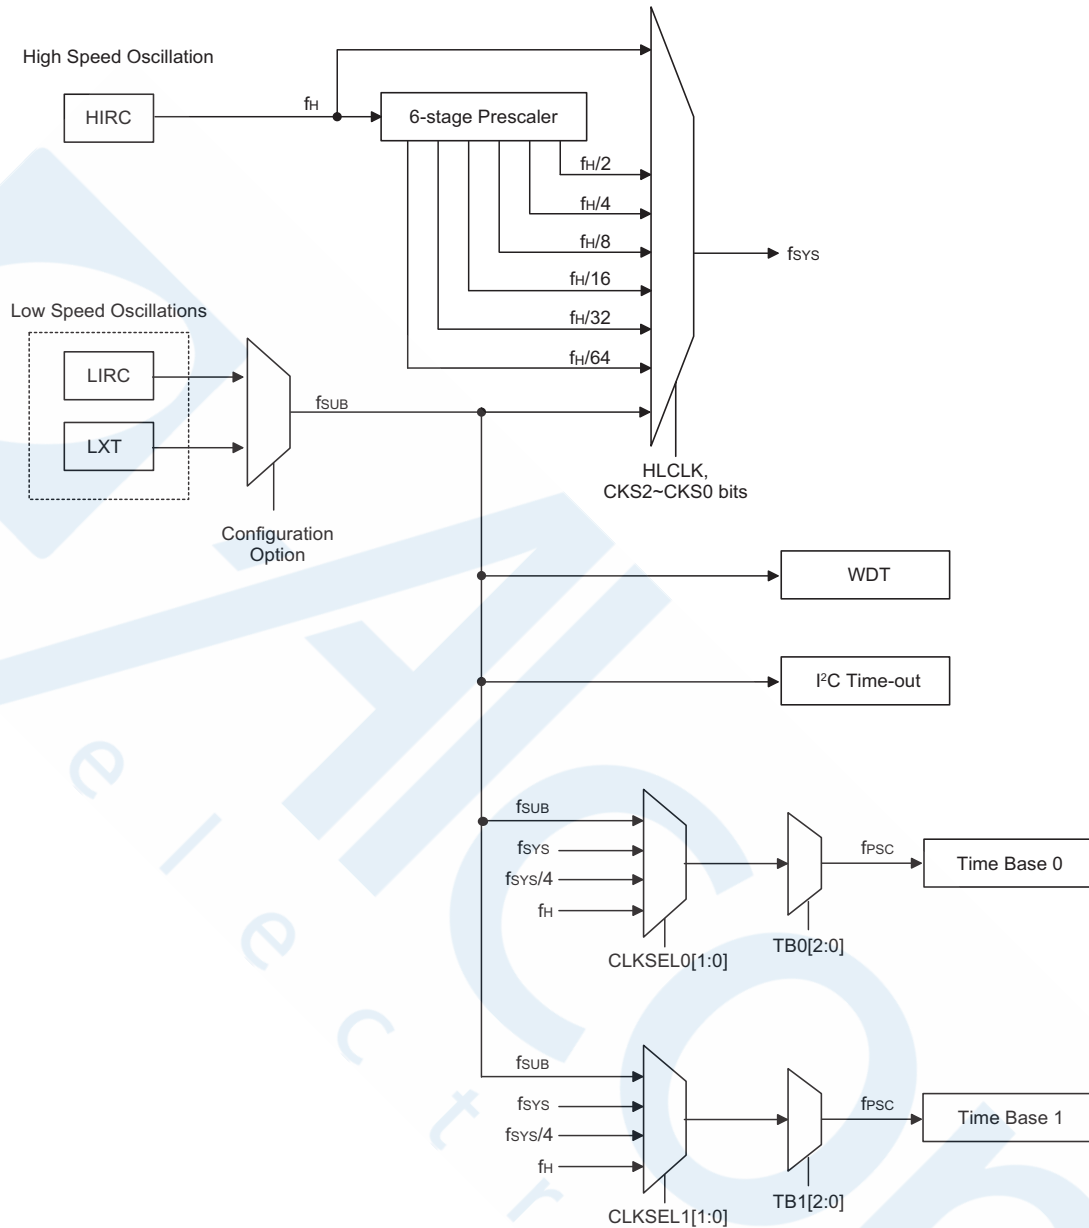 High Speed Oscillation
HIRC
fH
6-stage Prescaler
fH/2
fH/4
fH/8
fH/16
fH/32
fH/64
fSYS
Low Speed Oscillations
LIRC
LXT
fSUB
Configuration
Option
HLCLK,
CKS2~CKS0 bits
WDT
I²C Time-out
fSUB
fSYS
fSYS/4
fH
CLKSEL0[1:0]
TB0[2:0]
fPSC
Time Base 0
fSUB
fSYS
fSYS/4
fH
CLKSEL1[1:0]
TB1[2:0]
fPSC
Time Base 1